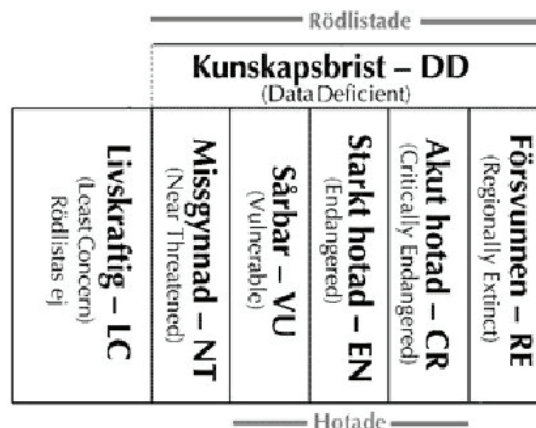 Rödlistade
Kunskapsbrist – DD
(Data Deficient)
Livskraftig – LC
(Least Concern)
Rödlistas ej
Missgynnad – NT
(Near Threatened)
Sårbar – VU
(Vulnerable)
Starkt hotad – EN
(Endangered)
Akut hotad – CR
(Critically Endangered)
Försvunnen – RE
(Regionally Extinct)
Hotade